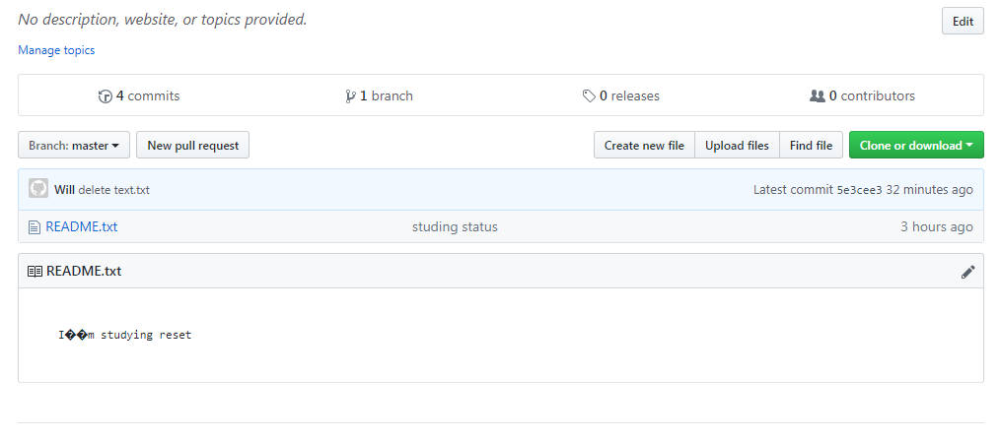 No description, website, or topics provided.
Edit
Manage topics
4 commits
1 branch
0 releases
0 contributors
Branch: master
New pull request
Create new file
Upload files
Find file
Clone or download
Will delete text.txt
Latest commit 5e3cee3 32 minutes ago
README.txt
studing status
3 hours ago
README.txt
I��m studying reset